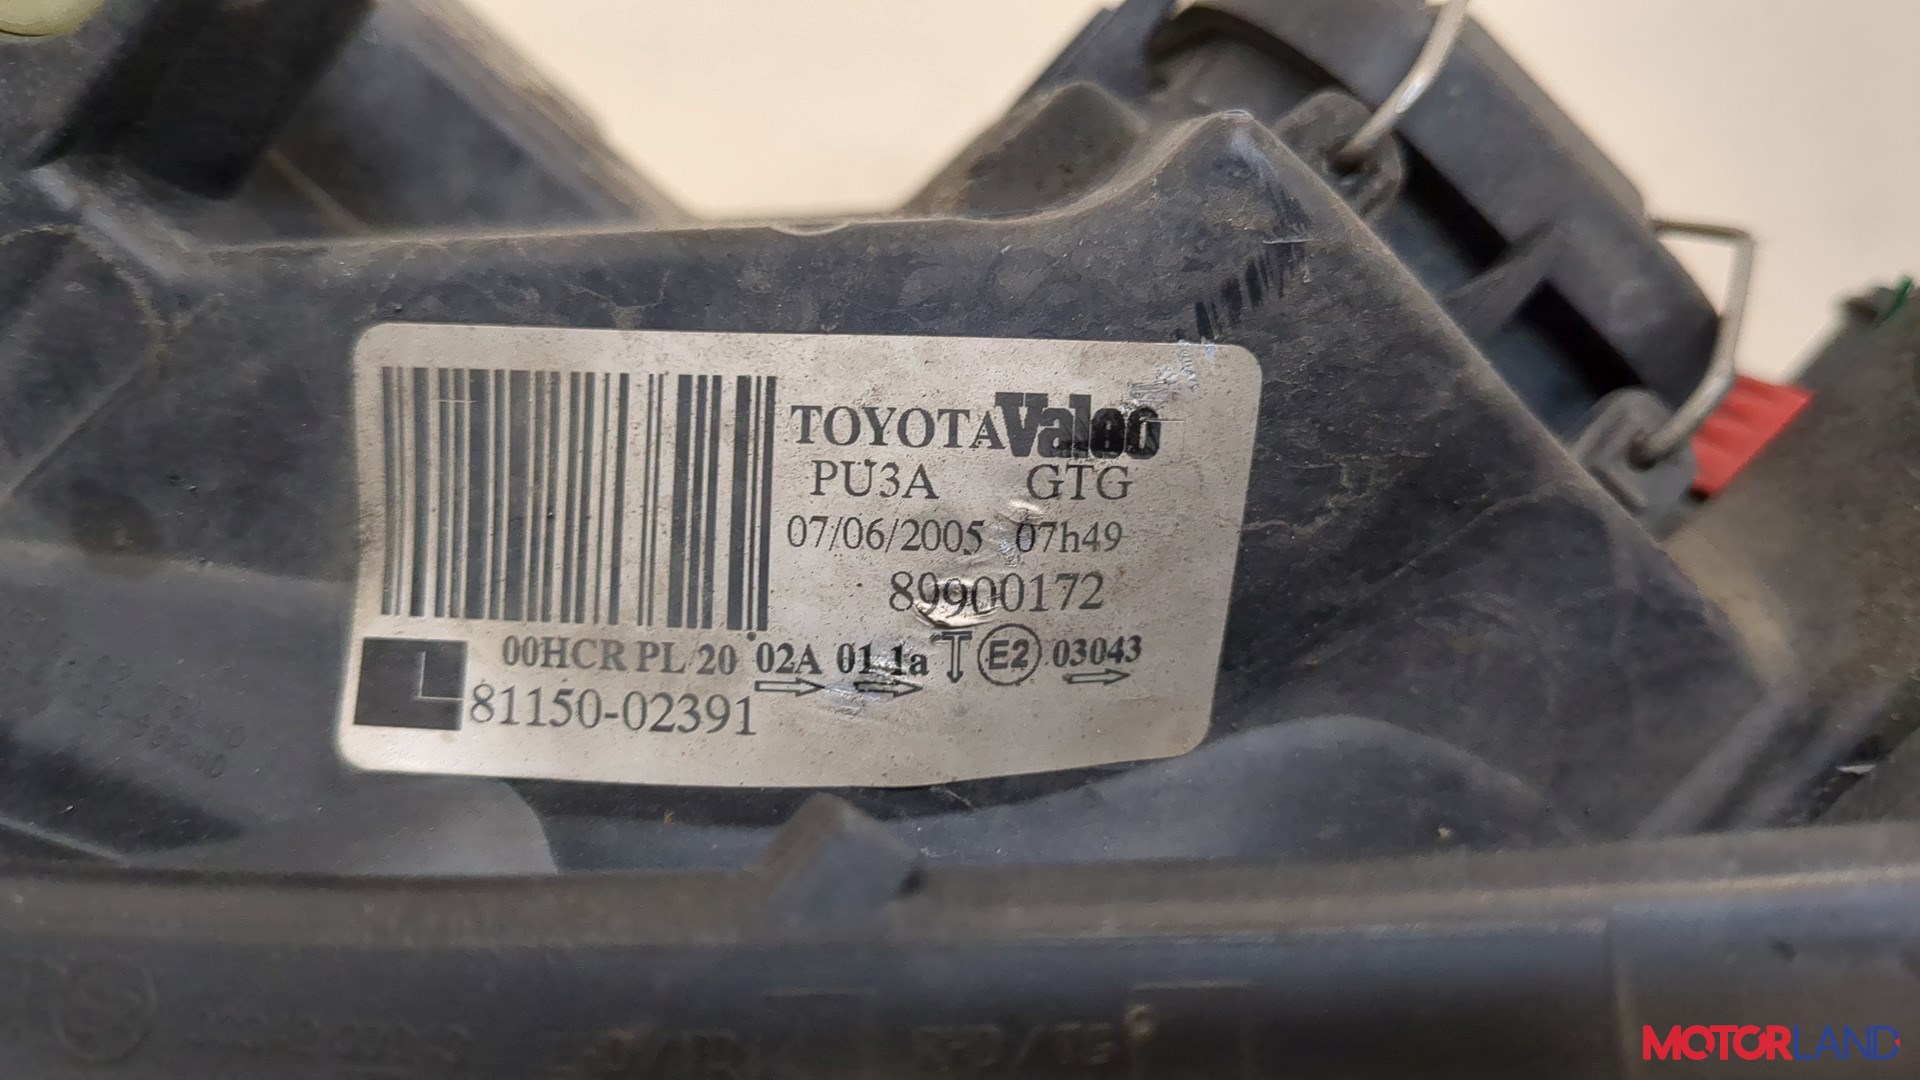 TOYOTA Valeo
PU3A GTG
07/06/2005 07h49
89900172
00HCR PL 20 02A 01 1a T E2 03043
L 81150-02391
MOTORLAND